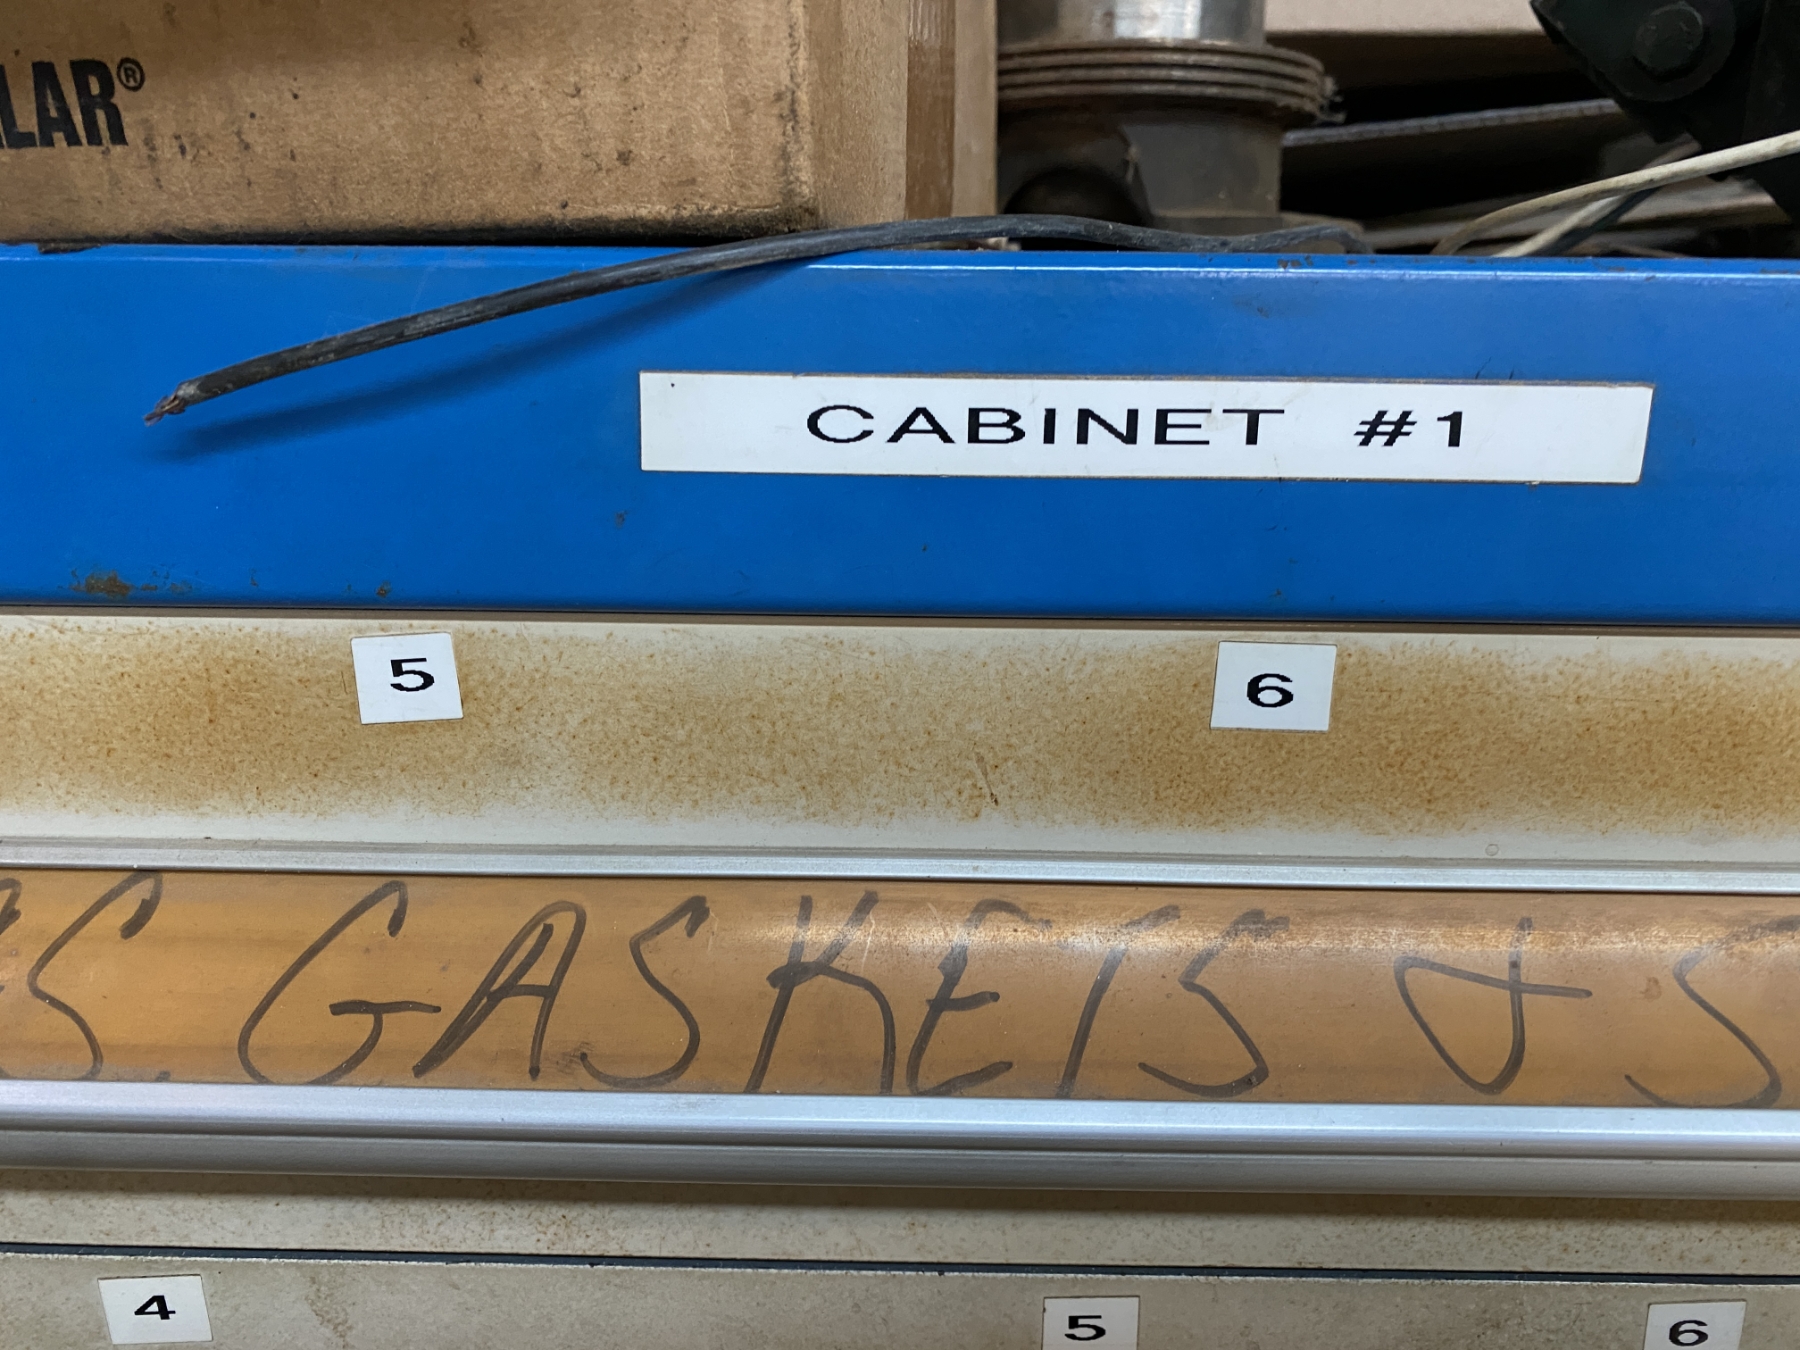 LAR®
CABINET #1
5 6
S. GASKETS & S
4 5 6